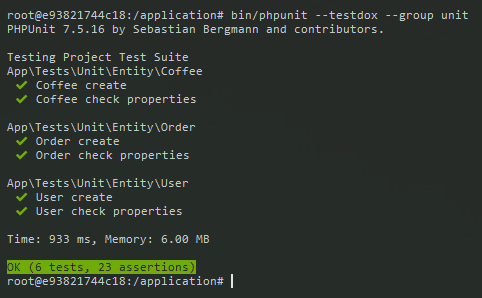 root@e93821744c18:/application# bin/phpunit --testdox --group unit
PHPUnit 7.5.16 by Sebastian Bergmann and contributors.
Testing Project Test Suite
App\Tests\Unit\Entity\Coffee
✔ Coffee create
✔ Coffee check properties
App\Tests\Unit\Entity\Order
✔ Order create
✔ Order check properties
App\Tests\Unit\Entity\User
✔ User create
✔ User check properties
Time: 933 ms, Memory: 6.00 MB
OK (6 tests, 23 assertions)
root@e93821744c18:/application#